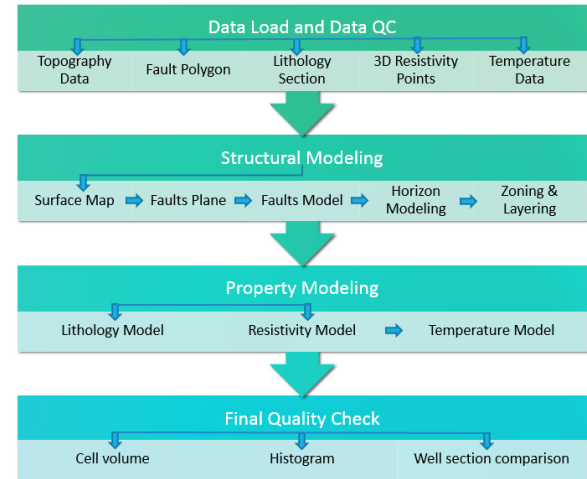 Data Load and Data QC
Topography
Data
Fault Polygon
Lithology
Section
3D Resistivity
Points
Temperature
Data
Structural Modeling
Surface Map
Faults Plane
Faults Model
Horizon
Modeling
Zoning &
Layering
Property Modeling
Lithology Model
Resistivity Model
Temperature Model
Final Quality Check
Cell volume
Histogram
Well section comparison